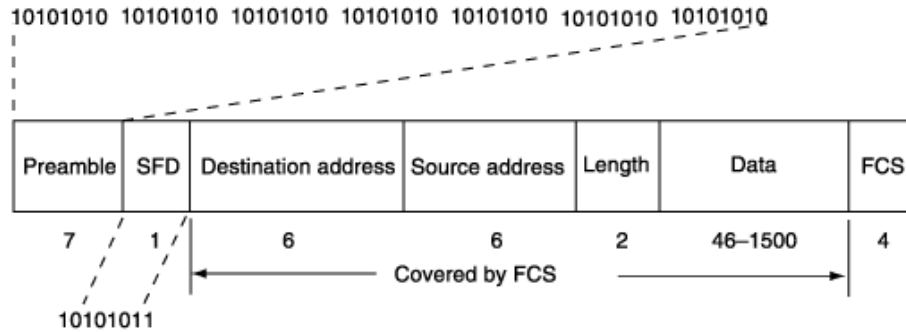 10101010 10101010 10101010 10101010 10101010 10101010 10101010
Preamble SFD Destination address Source address Length Data FCS
7 1 6 6 2 46–1500 4
Covered by FCS
10101011